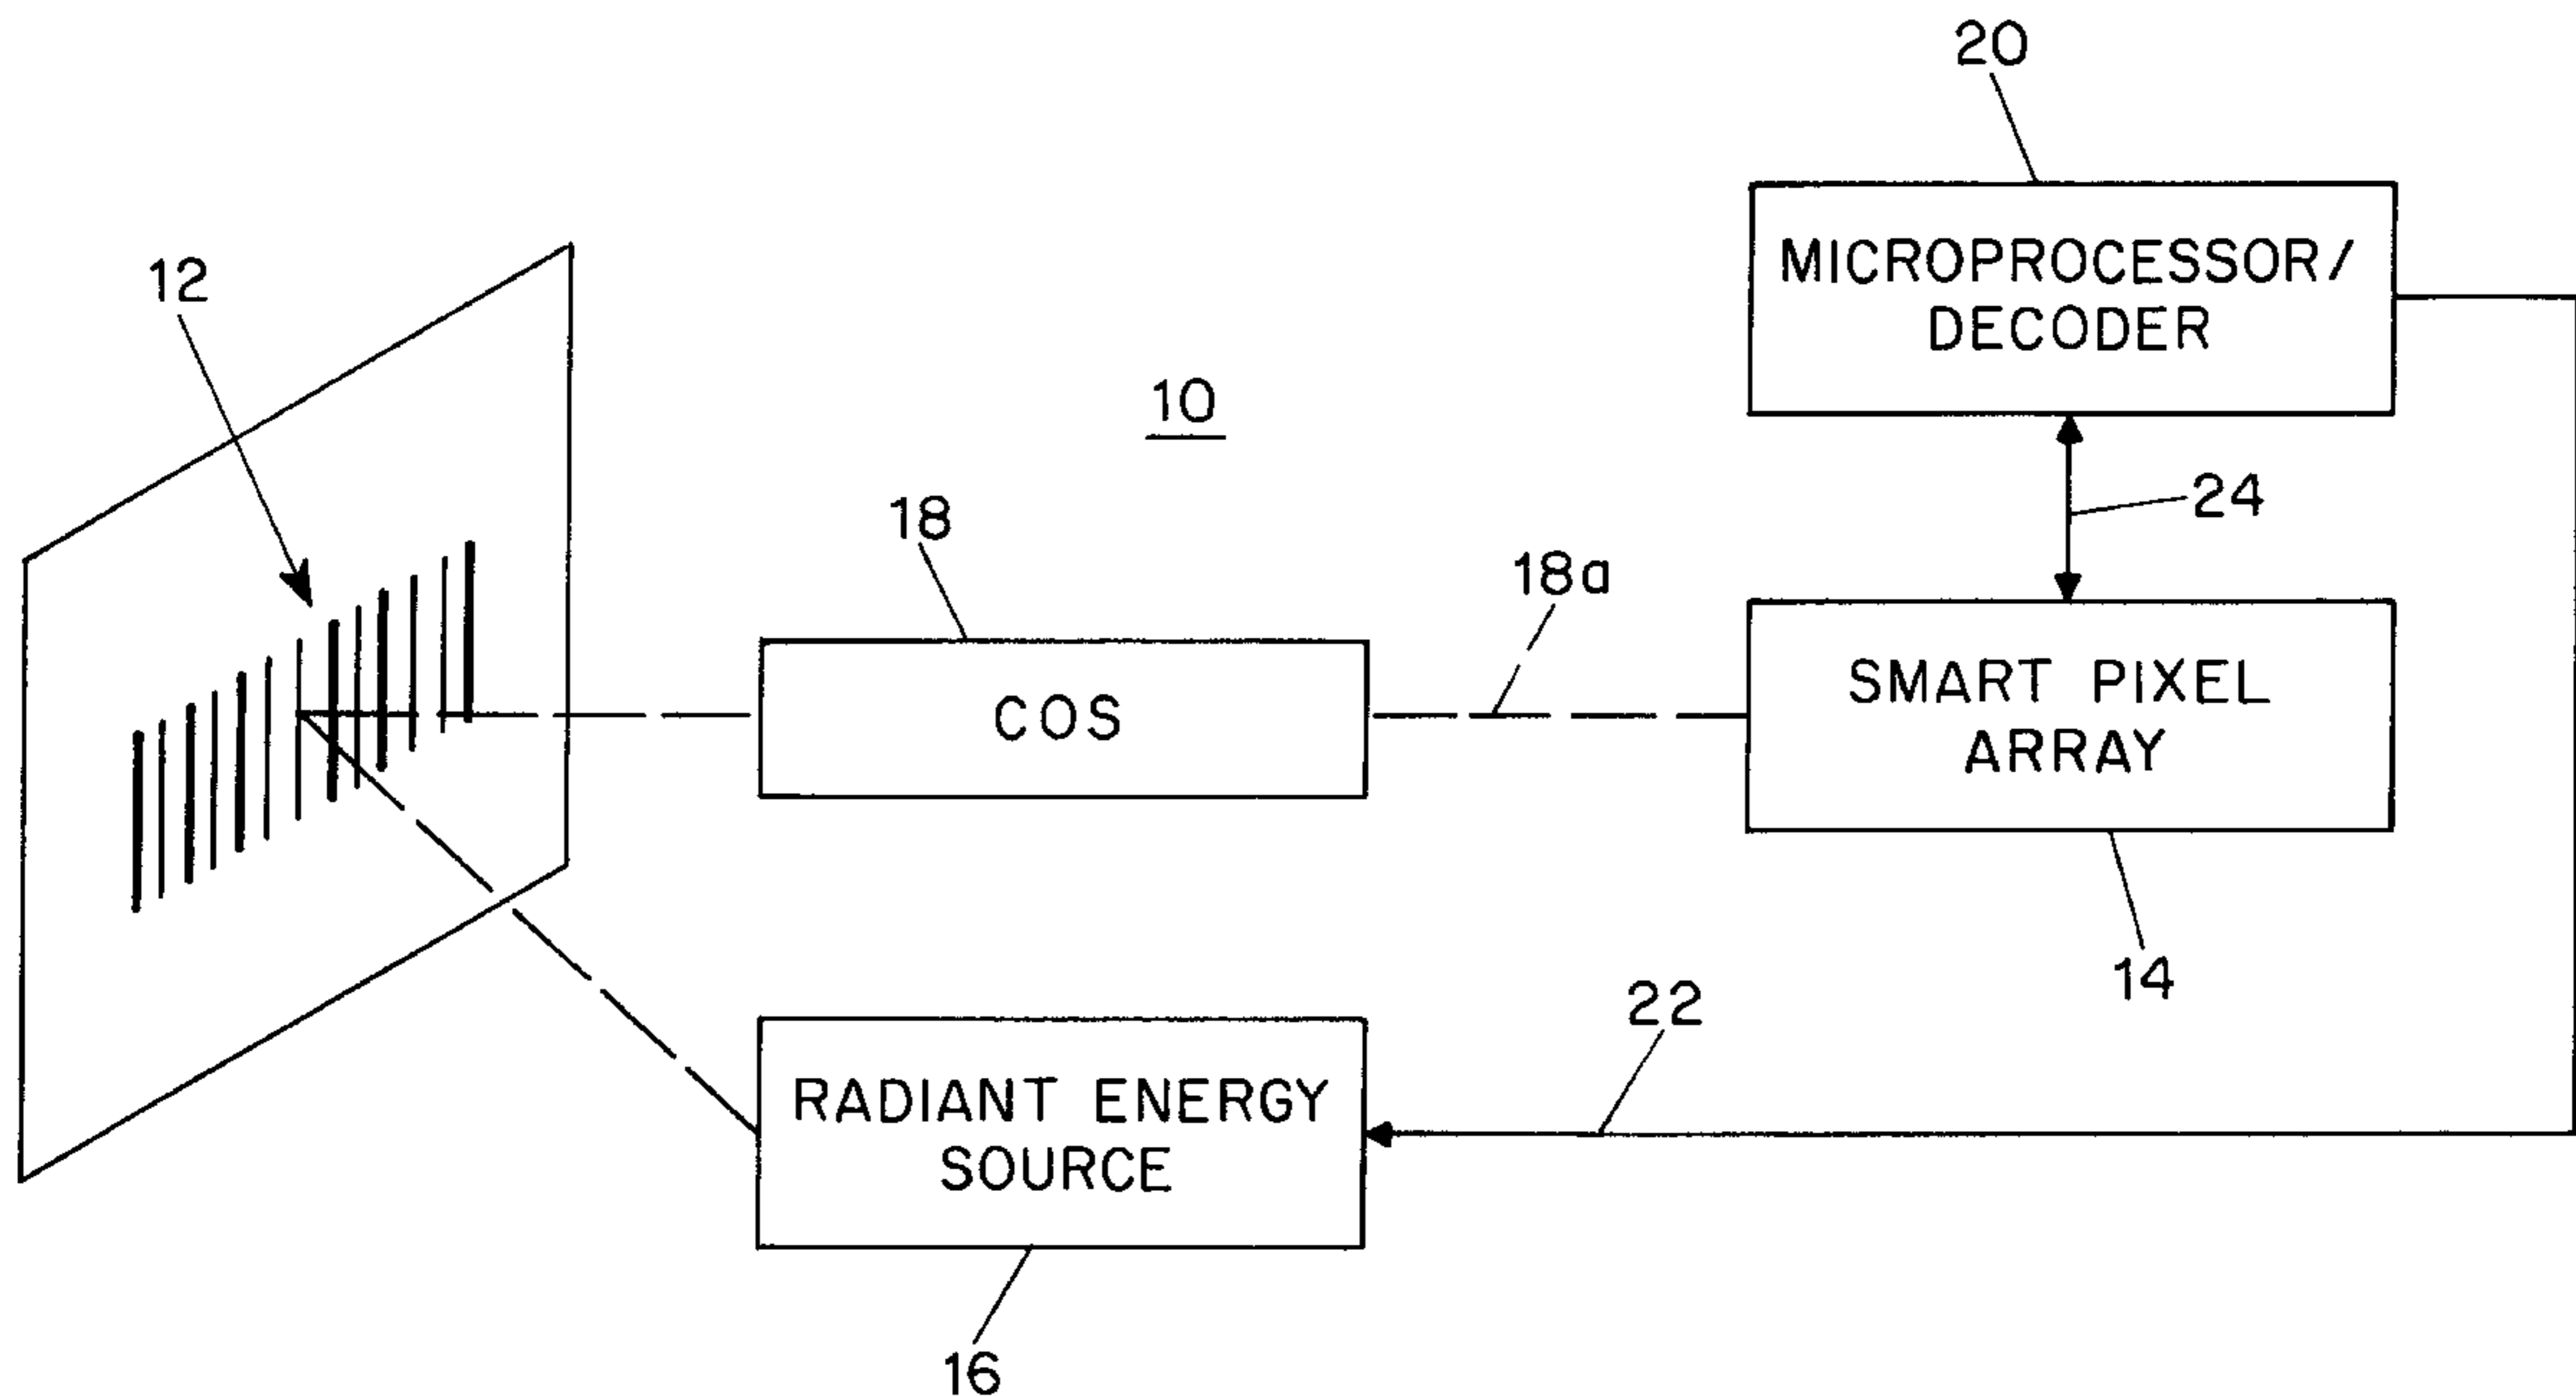 20
MICROPROCESSOR/
DECODER
12
10
18
24
18a
COS
SMART PIXEL
ARRAY
14
22
RADIANT ENERGY
SOURCE
16